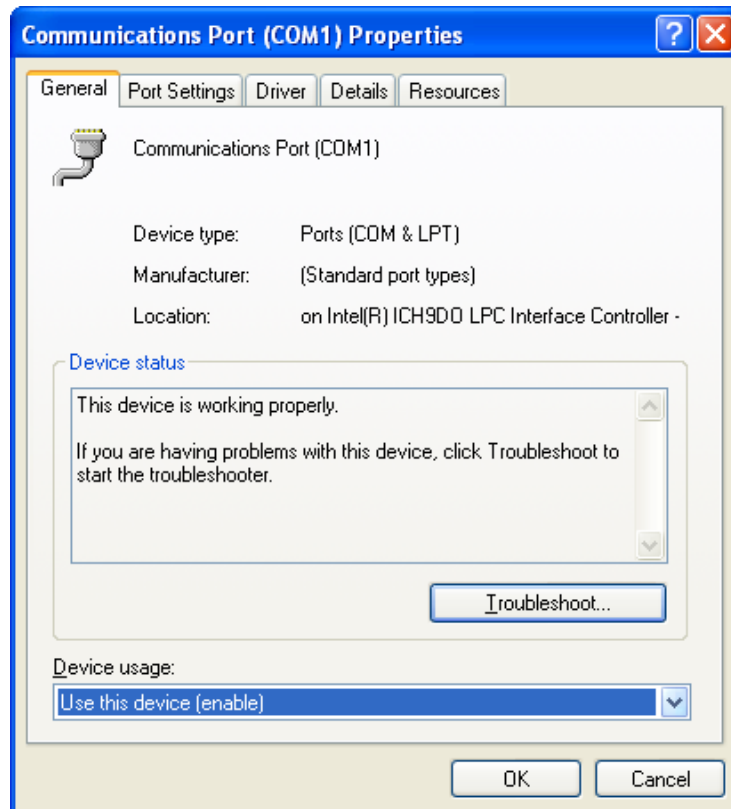 Communications Port (COM1) Properties
General Port Settings Driver Details Resources
Communications Port (COM1)
Device type: Ports (COM & LPT)
Manufacturer: (Standard port types)
Location: on Intel(R) ICH9DO LPC Interface Controller -
Device status
This device is working properly.
If you are having problems with this device, click Troubleshoot to
start the troubleshooter.
Troubleshoot...
Device usage:
Use this device (enable)
OK Cancel